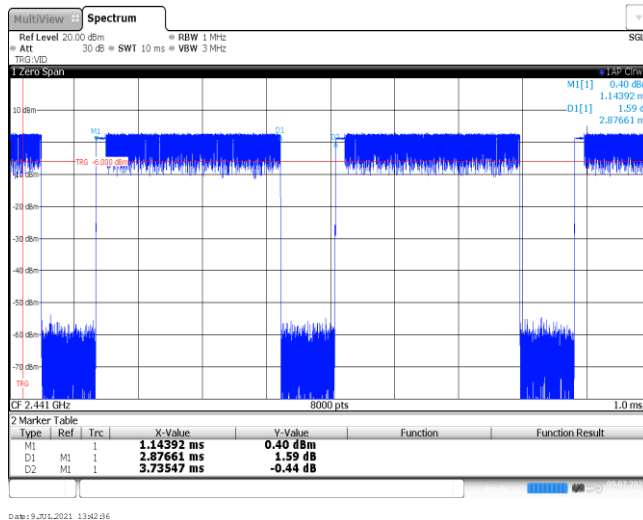 MultiView Spectrum
Ref Level 20.00 dBm RBW 1 MHz SGL
Att 30 dB SWT 10 ms VBW 3 MHz
TRG:VID
1 Zero Span 1AP Clrw
M1[1] 0.40 dBm
1.14392 m
D1[1] 1.59 d
2.87661 m
10 dBm
M1 D1 D2
TRG -6.000 dBm
-10 dBm
-20 dBm
-30 dBm
-40 dBm
-50 dBm
-60 dBm
-70 dBm
TRG
CF 2.441 GHz 8000 pts 1.0 ms
2 Marker Table
Type Ref Trc X-Value Y-Value Function Function Result
M1 1 1.14392 ms 0.40 dBm
D1 M1 1 2.87661 ms 1.59 dB
D2 M1 1 3.73547 ms -0.44 dB
Date: 9.JUL.2021 13:42:36